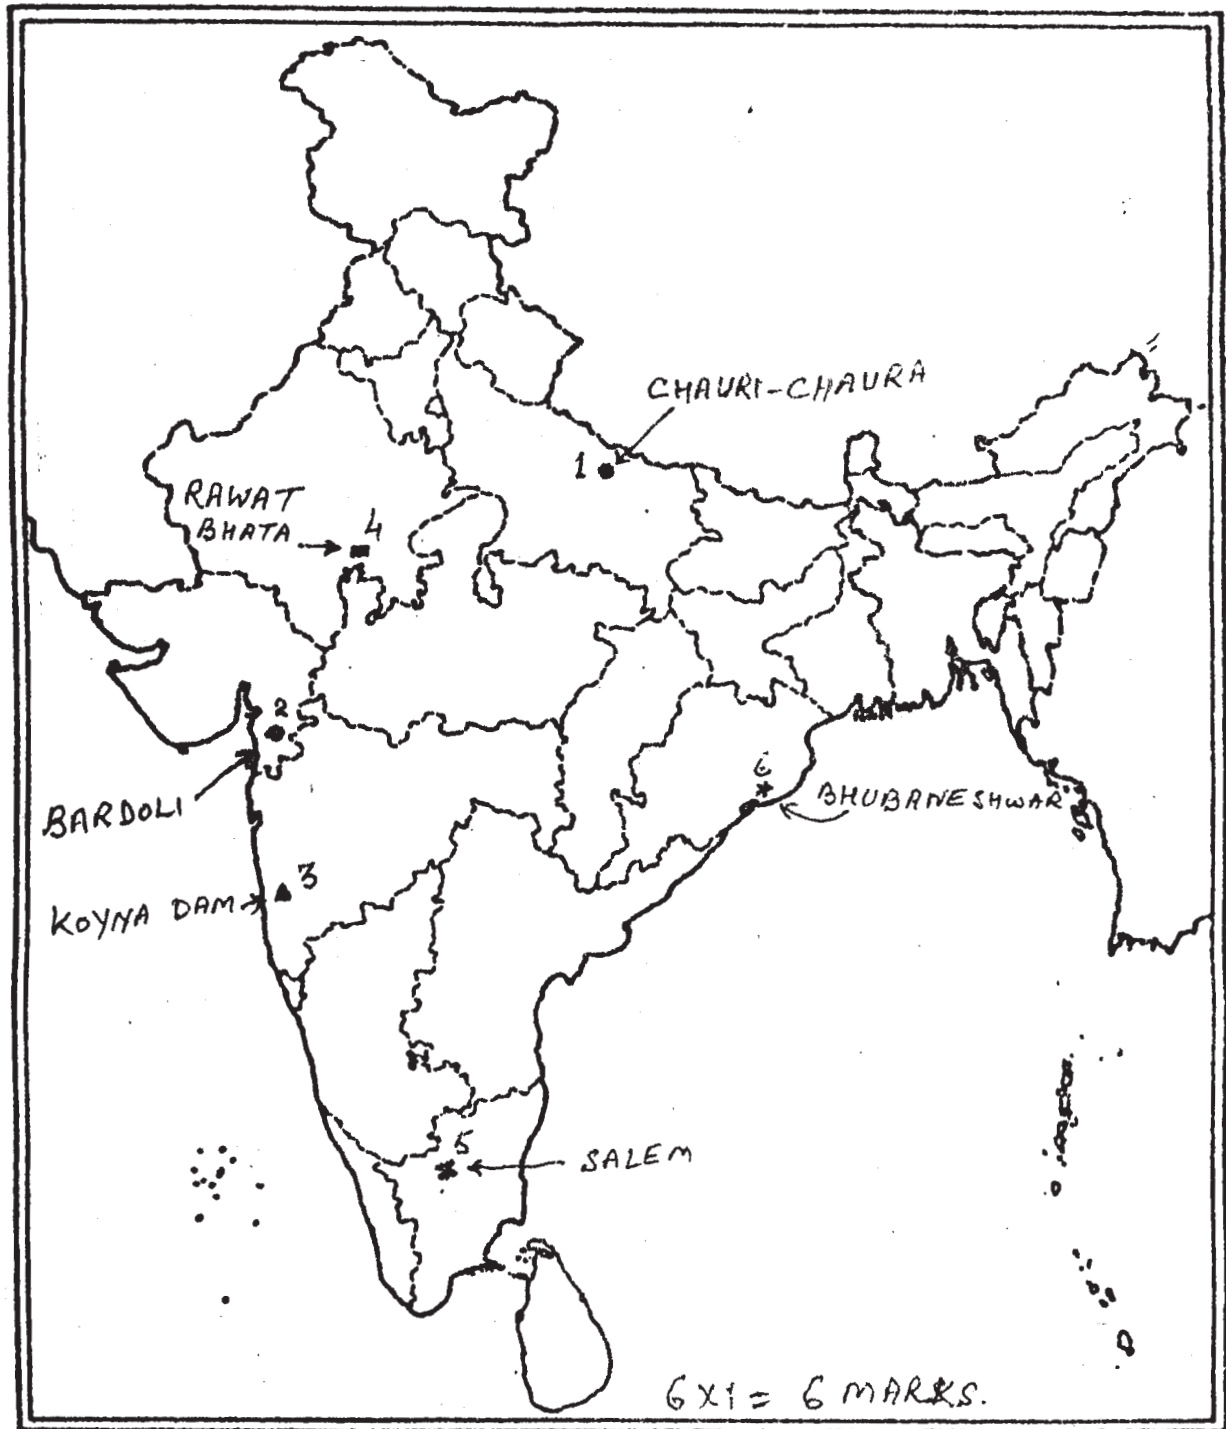 CHAURI-CHAURA
1
RAWAT
BHATA
4
2
BARDOLI
6
BHUBANESHWAR
3
KOYNA DAM
5
SALEM
6X1 = 6 MARKS.